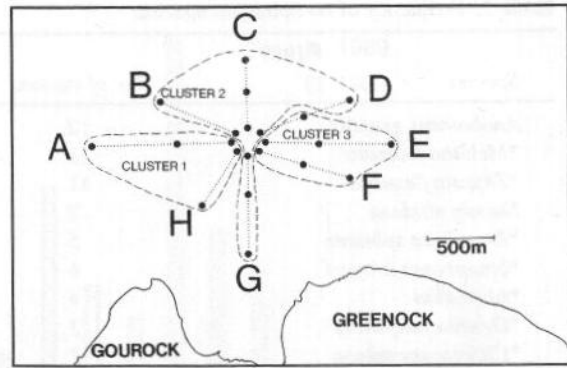 C
B
CLUSTER 2
D
A
CLUSTER 3
E
CLUSTER 1
F
H
500m
G
GREENOCK
GOUROCK